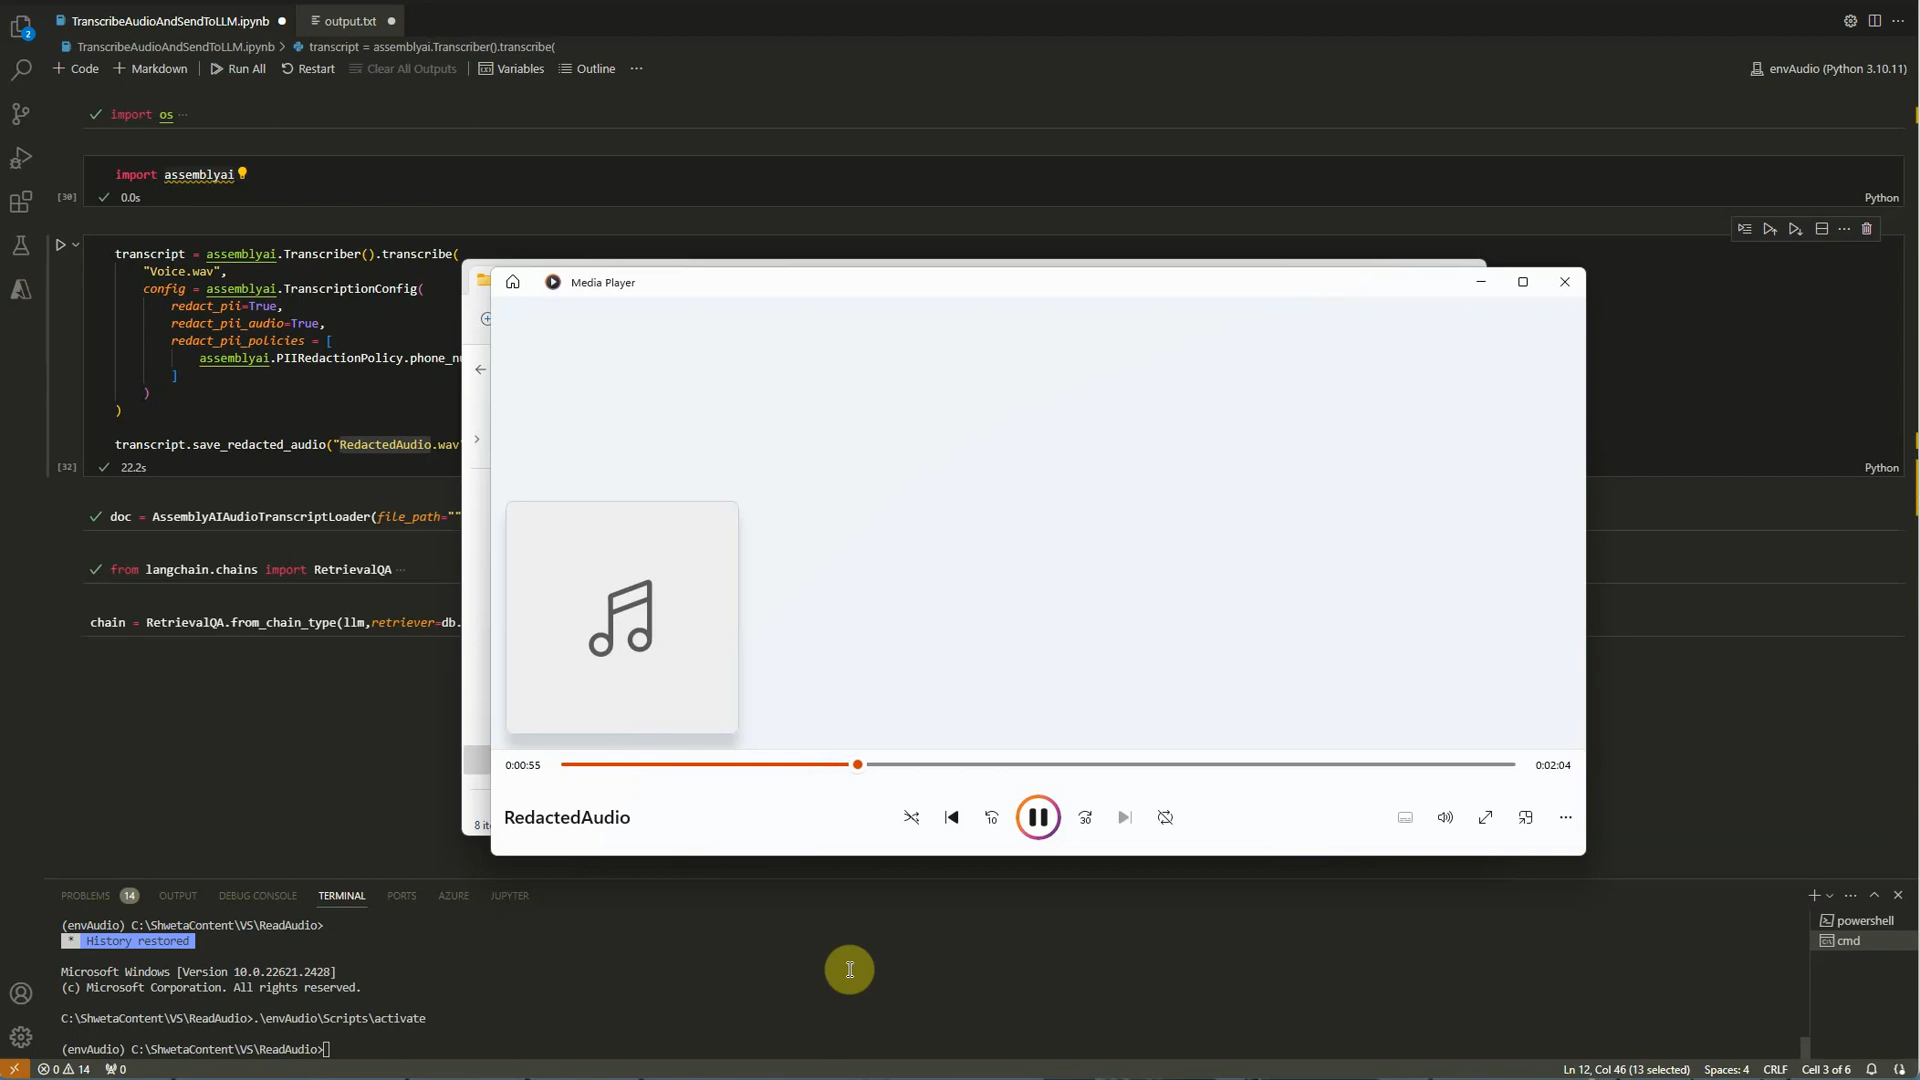 TranscribeAudioAndSendToLLM.ipynb
output.txt
TranscribeAudioAndSendToLLM.ipynb > transcript = assemblyai.Transcriber().transcribe(
+ Code + Markdown Run All Restart Clear All Outputs Variables Outline ...
envAudio (Python 3.10.11)
import os ...
import assemblyai
[30] 0.0s
Python
transcript = assemblyai.Transcriber().transcribe(
"Voice.wav",
config = assemblyai.TranscriptionConfig(
redact_pii=True,
redact_pii_audio=True,
redact_pii_policies = [
assemblyai.PIIRedactionPolicy.phone_nu
]
)
)
transcript.save_redacted_audio("RedactedAudio.wav"
[32] 22.2s
Python
doc = AssemblyAIAudioTranscriptLoader(file_path=""
from langchain.chains import RetrievalQA ...
chain = RetrievalQA.from_chain_type(llm,retriever=db.
Media Player
0:00:55
0:02:04
RedactedAudio
10
30
8 it
PROBLEMS 14 OUTPUT DEBUG CONSOLE TERMINAL PORTS AZURE JUPYTER
(envAudio) C:\ShwetaContent\VS\ReadAudio>
* History restored
Microsoft Windows [Version 10.0.22621.2428]
(c) Microsoft Corporation. All rights reserved.
C:\ShwetaContent\VS\ReadAudio>.\envAudio\Scripts\activate
(envAudio) C:\ShwetaContent\VS\ReadAudio>
powershell
cmd
2
0 14 0
Ln 12, Col 46 (13 selected) Spaces: 4 CRLF Cell 3 of 6